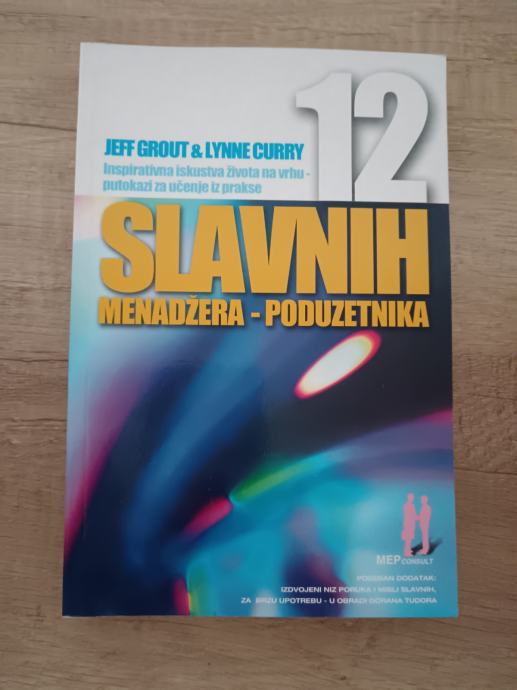 12
JEFF GROUT & LYNNE CURRY
Inspirativna iskustva života na vrhu -
putokazi za učenje iz prakse
SLAVNIH
MENADŽERA - PODUZETNIKA
MEP CONSULT
POSEBAN DODATAK:
IZDVOJENI NIZ PORUKA I MISLI SLAVNIH,
ZA BRZU UPOTREBU - U OBRADI GORANA TUDORA